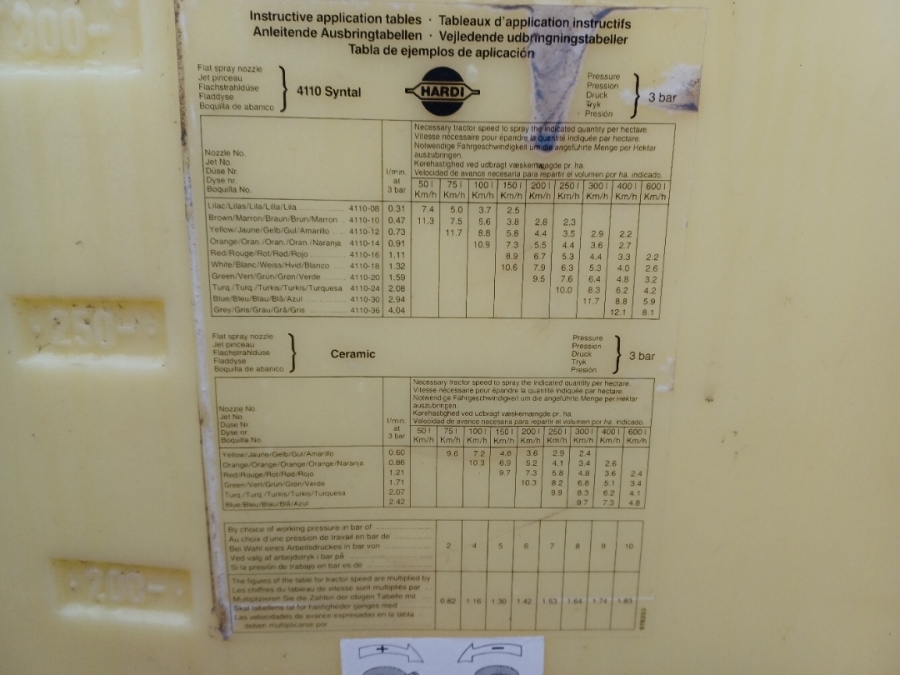 300-
250-
200-
Instructive application tables · Tableaux d'application instructifs
Anleitende Ausbringtabellen · Vejledende udbringningstabeller
Tabla de ejemplos de aplicación
Flat spray nozzle
Jet pinceau
Flachstrahldüse
Fladdyse
Boquilla de abanico
4110 Syntal
HARDI
Pressure
Pression
Druck
Tryk
Presión
3 bar
Necessary tractor speed to spray the indicated quantity per hectare
Vitesse nécessaire pour épandre la quantité indiquée par hectare.
Notwendige Fahrgeschwindigkeit um die angeführte Menge per Hektar
auszubringen.
Kørehastighed ved udbragt væskemængde pr. ha.
Velocidad de avance necesaria para repartir el volumen por ha. indicado.
Nozzle No.
Jet No.
Düse Nr.
Dyse nr.
Boquilla No.
l/min. at 3 bar
50 l 75 l 100 l 150 l 200 l 250 l 300 l 400 l 600 l
Km/h Km/h Km/h Km/h Km/h Km/h Km/h Km/h Km/h
Lilac/Lilas/Lila/Lilla/Lila 4110-08 0.31 7.4 5.0 3.7 2.5
Brown/Marron/Braun/Brun/Marron 4110-10 0.47 11.3 7.5 5.6 3.8 2.8 2.3
Yellow/Jaune/Gelb/Gul/Amarillo 4110-12 0.73 11.7 8.8 5.8 4.4 3.5 2.9 2.2
Orange/Oran./Oran./Oran./Naranja 4110-14 0.91 10.9 7.3 5.5 4.4 3.6 2.7
Red/Rouge/Rot/Rød/Rojo 4110-16 1.11 8.9 6.7 5.3 4.4 3.3 2.2
White/Blanc/Weiss/Hvid/Blanco 4110-18 1.32 10.6 7.9 6.3 5.3 4.0 2.6
Green/Vert/Grün/Grøn/Verde 4110-20 1.59 9.5 7.6 6.4 4.8 3.2
Turq./Turq./Turkis/Turkis/Turquesa 4110-24 2.08 10.0 8.3 6.2 4.2
Blue/Bleu/Blau/Blå/Azul 4110-30 2.94 11.7 8.8 5.9
Grey/Gris/Grau/Grå/Gris 4110-36 4.04 12.1 8.1
Flat spray nozzle
Jet pinceau
Flachstrahldüse
Fladdyse
Boquilla de abanico
Ceramic
Pressure
Pression
Druck
Tryk
Presión
3 bar
Necessary tractor speed to spray the indicated quantity per hectare.
Vitesse nécessaire pour épandre la quantité indiquée par hectare.
Notwendige Fahrgeschwindigkeit um die angeführte Menge per Hektar
auszubringen.
Kørehastighed ved udbragt væskemængde pr. ha.
Velocidad de avance necesaria para repartir el volumen por ha. indicado.
Nozzle No.
Jet No.
Düse Nr.
Dyse nr.
Boquilla No.
l/min. at 3 bar
50 l 75 l 100 l 150 l 200 l 250 l 300 l 400 l 600 l
Km/h Km/h Km/h Km/h Km/h Km/h Km/h Km/h Km/h
Yellow/Jaune/Gelb/Gul/Amarillo 0.60 9.6 7.2 4.8 3.6 2.9 2.4
Orange/Orange/Orange/Orange/Naranja 0.86 10.3 6.9 5.2 4.1 3.4 2.6
Red/Rouge/Rot/Rød/Rojo 1.21 9.7 7.3 5.8 4.8 3.6 2.4
Green/Vert/Grün/Grøn/Verde 1.71 10.3 8.2 6.8 5.1 3.4
Turq./Turq./Turkis/Turkis/Turquesa 2.07 9.9 8.3 6.2 4.1
Blue/Bleu/Blau/Blå/Azul 2.42 9.7 7.3 4.8
By choice of working pressure in bar of
Au choix d'une pression de travail en bar de
Bei Wahl eines Arbeitsdruckes in bar von
Ved valg af arbejdstryk i bar på
Si la presión de trabajo en bar es de
2 4 5 6 7 8 9 10
The figures of the table for tractor speed are multiplied by
Les chiffres du tableau de vitesse sont multipliés par
Multiplizieren Sie die Zahlen der obigen Tabelle mit
Skal tabellens tal for hastigheder ganges med
Las velocidades de avance expresadas en la tabla
deben multiplicarse por
0.82 1.16 1.30 1.42 1.53 1.64 1.74 1.83
+ −